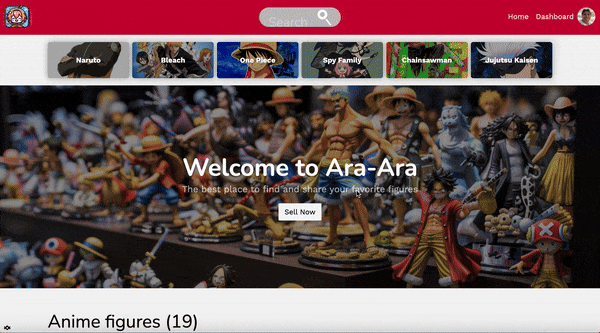 Search
Home Dashboard
Naruto Bleach One Piece Spy Family Chainsawman Jujutsu Kaisen
Welcome to Ara-Ara
The best place to find and share your favorite figures
Sell Now
Anime figures (19)